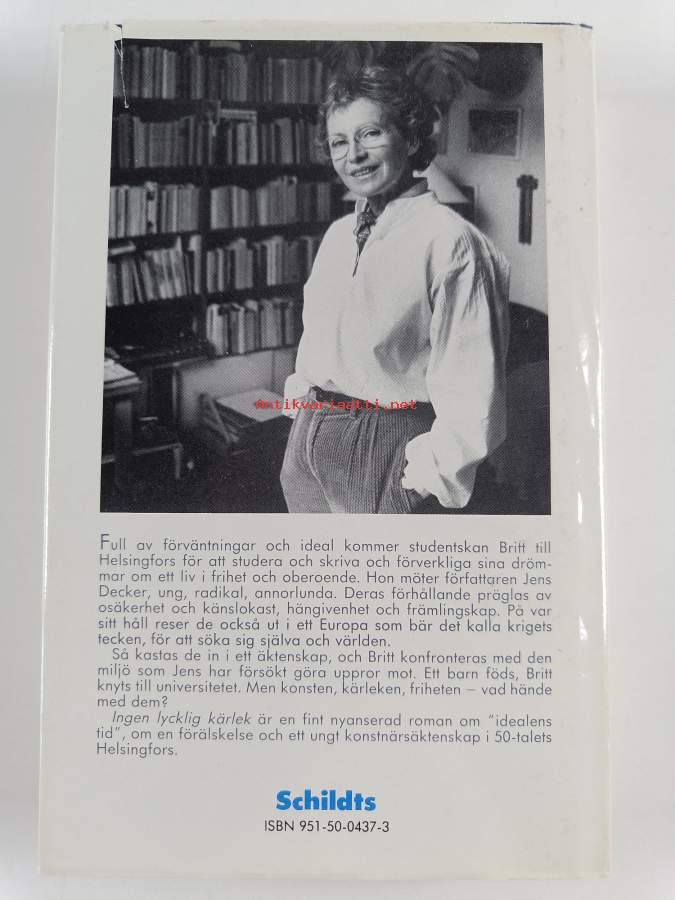 Antikvariaatti.net
Full av förväntningar och ideal kommer studentskan Britt till
Helsingfors för att studera och skriva och förverkliga sina dröm-
mar om ett liv i frihet och oberoende. Hon möter författaren Jens
Decker, ung, radikal, annorlunda. Deras förhållande präglas av
osäkerhet och känslokast, hängivenhet och främlingskap. På var
sitt håll reser de också ut i ett Europa som bär det kalla krigets
tecken, för att söka sig själva och världen.
Så kastas de in i ett äktenskap, och Britt konfronteras med den
miljö som Jens har försökt göra uppror mot. Ett barn föds, Britt
knyts till universitetet. Men konsten, kärleken, friheten – vad hände
med dem?
Ingen lycklig kärlek är en fint nyanserad roman om "idealens
tid", om en förälskelse och ett ungt konstnärsäktenskap i 50-talets
Helsingfors.
Schildts
ISBN 951-50-0437-3